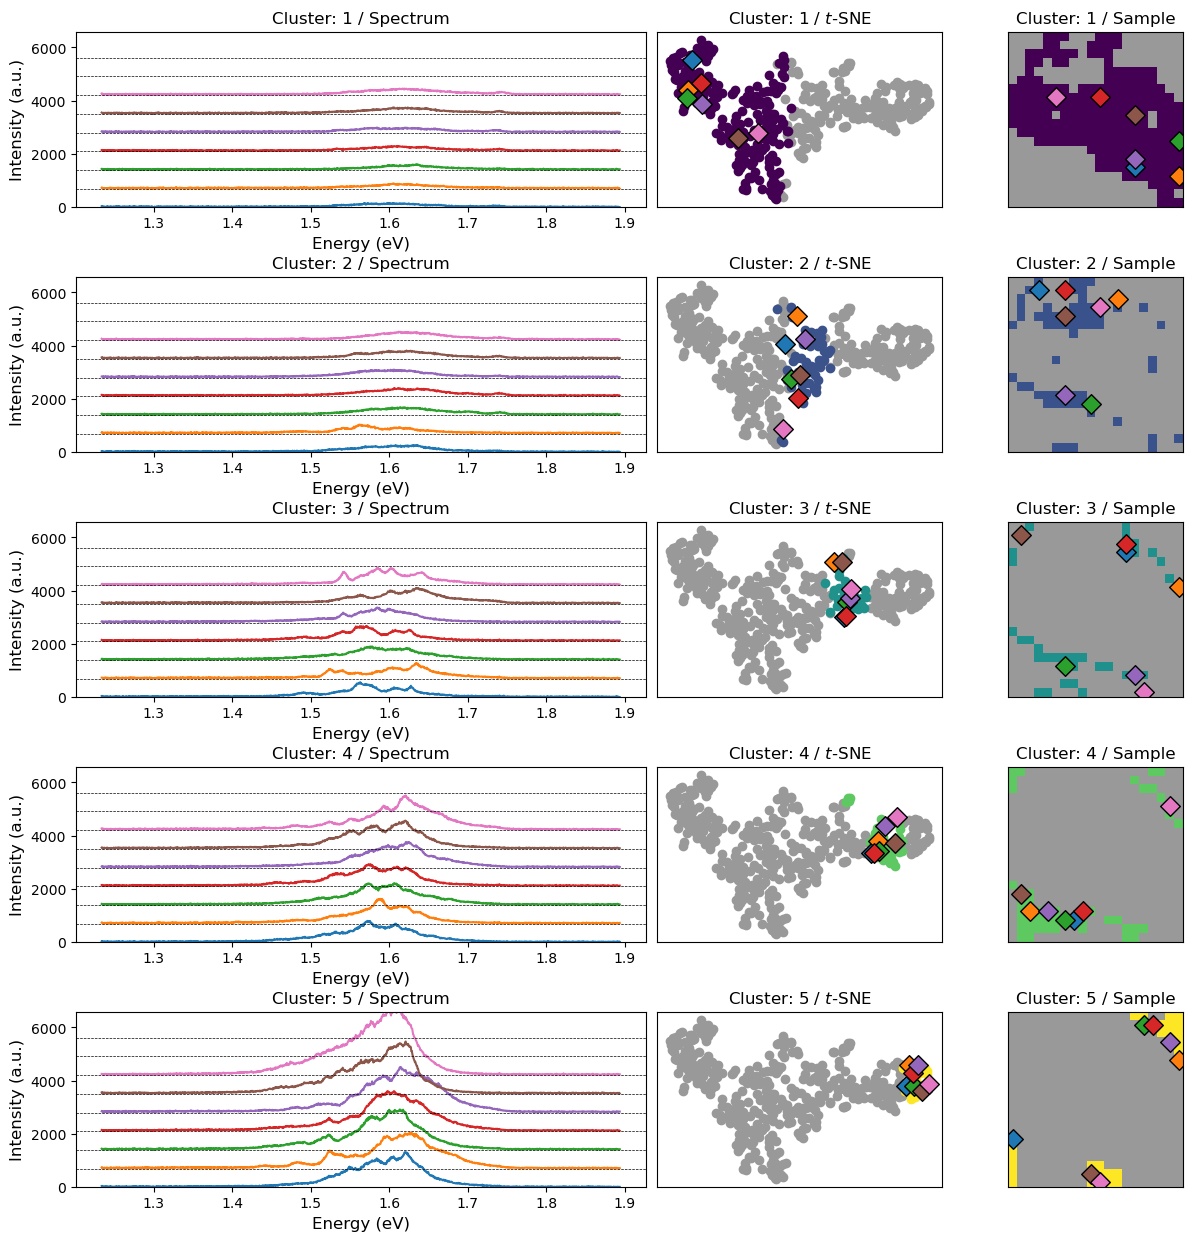 Cluster: 1 / Spectrum
Cluster: 1 / t-SNE
Cluster: 1 / Sample
Intensity (a.u.)
6000
4000
2000
0
1.3 1.4 1.5 1.6 1.7 1.8 1.9
Energy (eV)
Cluster: 2 / Spectrum
Cluster: 2 / t-SNE
Cluster: 2 / Sample
Intensity (a.u.)
6000
4000
2000
0
1.3 1.4 1.5 1.6 1.7 1.8 1.9
Energy (eV)
Cluster: 3 / Spectrum
Cluster: 3 / t-SNE
Cluster: 3 / Sample
Intensity (a.u.)
6000
4000
2000
0
1.3 1.4 1.5 1.6 1.7 1.8 1.9
Energy (eV)
Cluster: 4 / Spectrum
Cluster: 4 / t-SNE
Cluster: 4 / Sample
Intensity (a.u.)
6000
4000
2000
0
1.3 1.4 1.5 1.6 1.7 1.8 1.9
Energy (eV)
Cluster: 5 / Spectrum
Cluster: 5 / t-SNE
Cluster: 5 / Sample
Intensity (a.u.)
6000
4000
2000
0
1.3 1.4 1.5 1.6 1.7 1.8 1.9
Energy (eV)